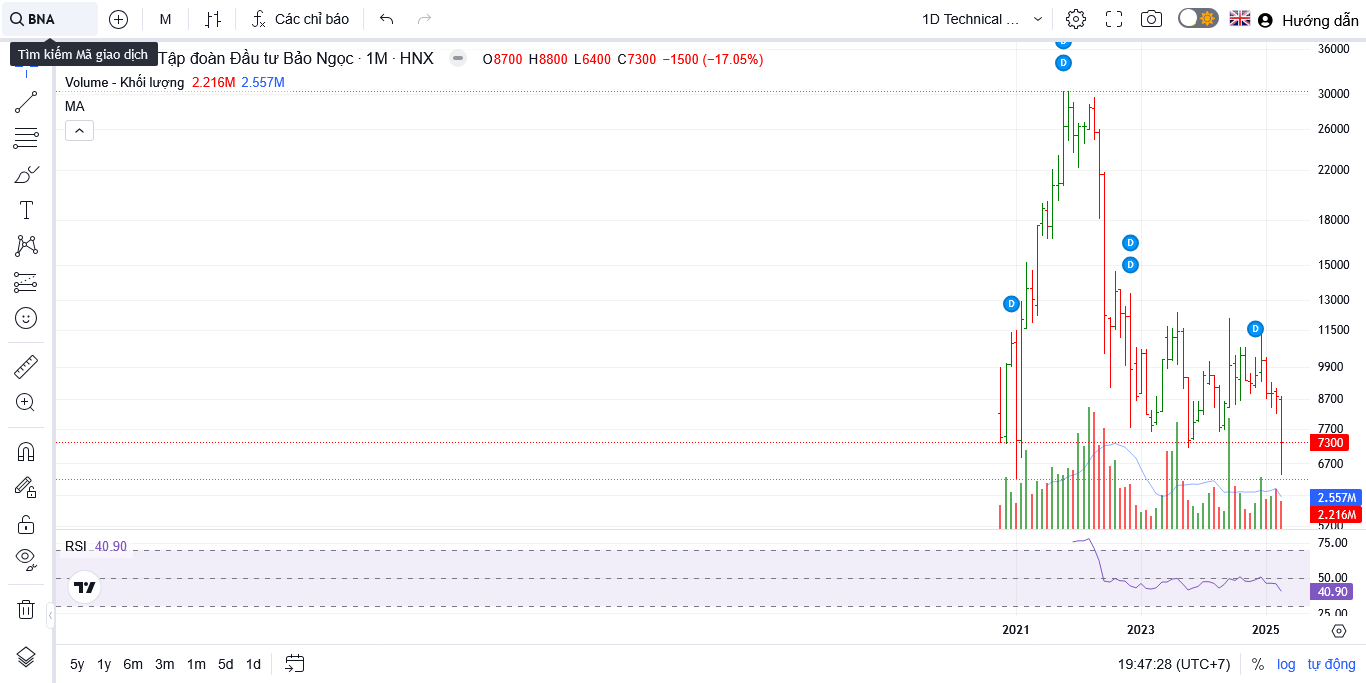 BNA
M
Các chỉ báo
1D Technical ...
Hướng dẫn
Tìm kiếm Mã giao dịch
Tập đoàn Đầu tư Bảo Ngọc · 1M · HNX O8700 H8800 L6400 C7300 −1500 (−17.05%)
Volume - Khối lượng 2.216M 2.557M
MA
D
D
D
D
D
D
36000
30000
26000
22000
18000
15000
13000
11500
9900
8700
7700
7300
6700
2.557M
2.216M
5700
RSI 40.90
75.00
50.00
40.90
25.00
2021 2023 2025
5y 1y 6m 3m 1m 5d 1d
19:47:28 (UTC+7) % log tự động